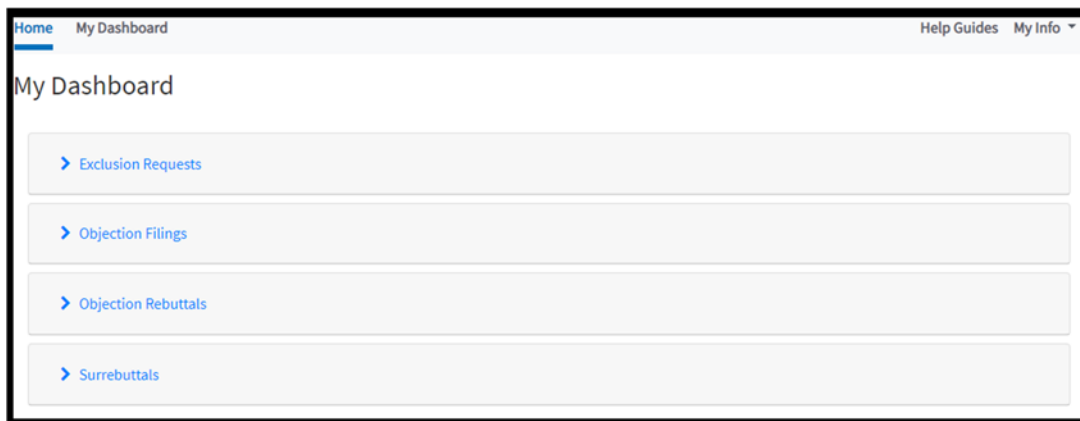 Home My Dashboard Help Guides My Info
My Dashboard
Exclusion Requests
Objection Filings
Objection Rebuttals
Surrebuttals